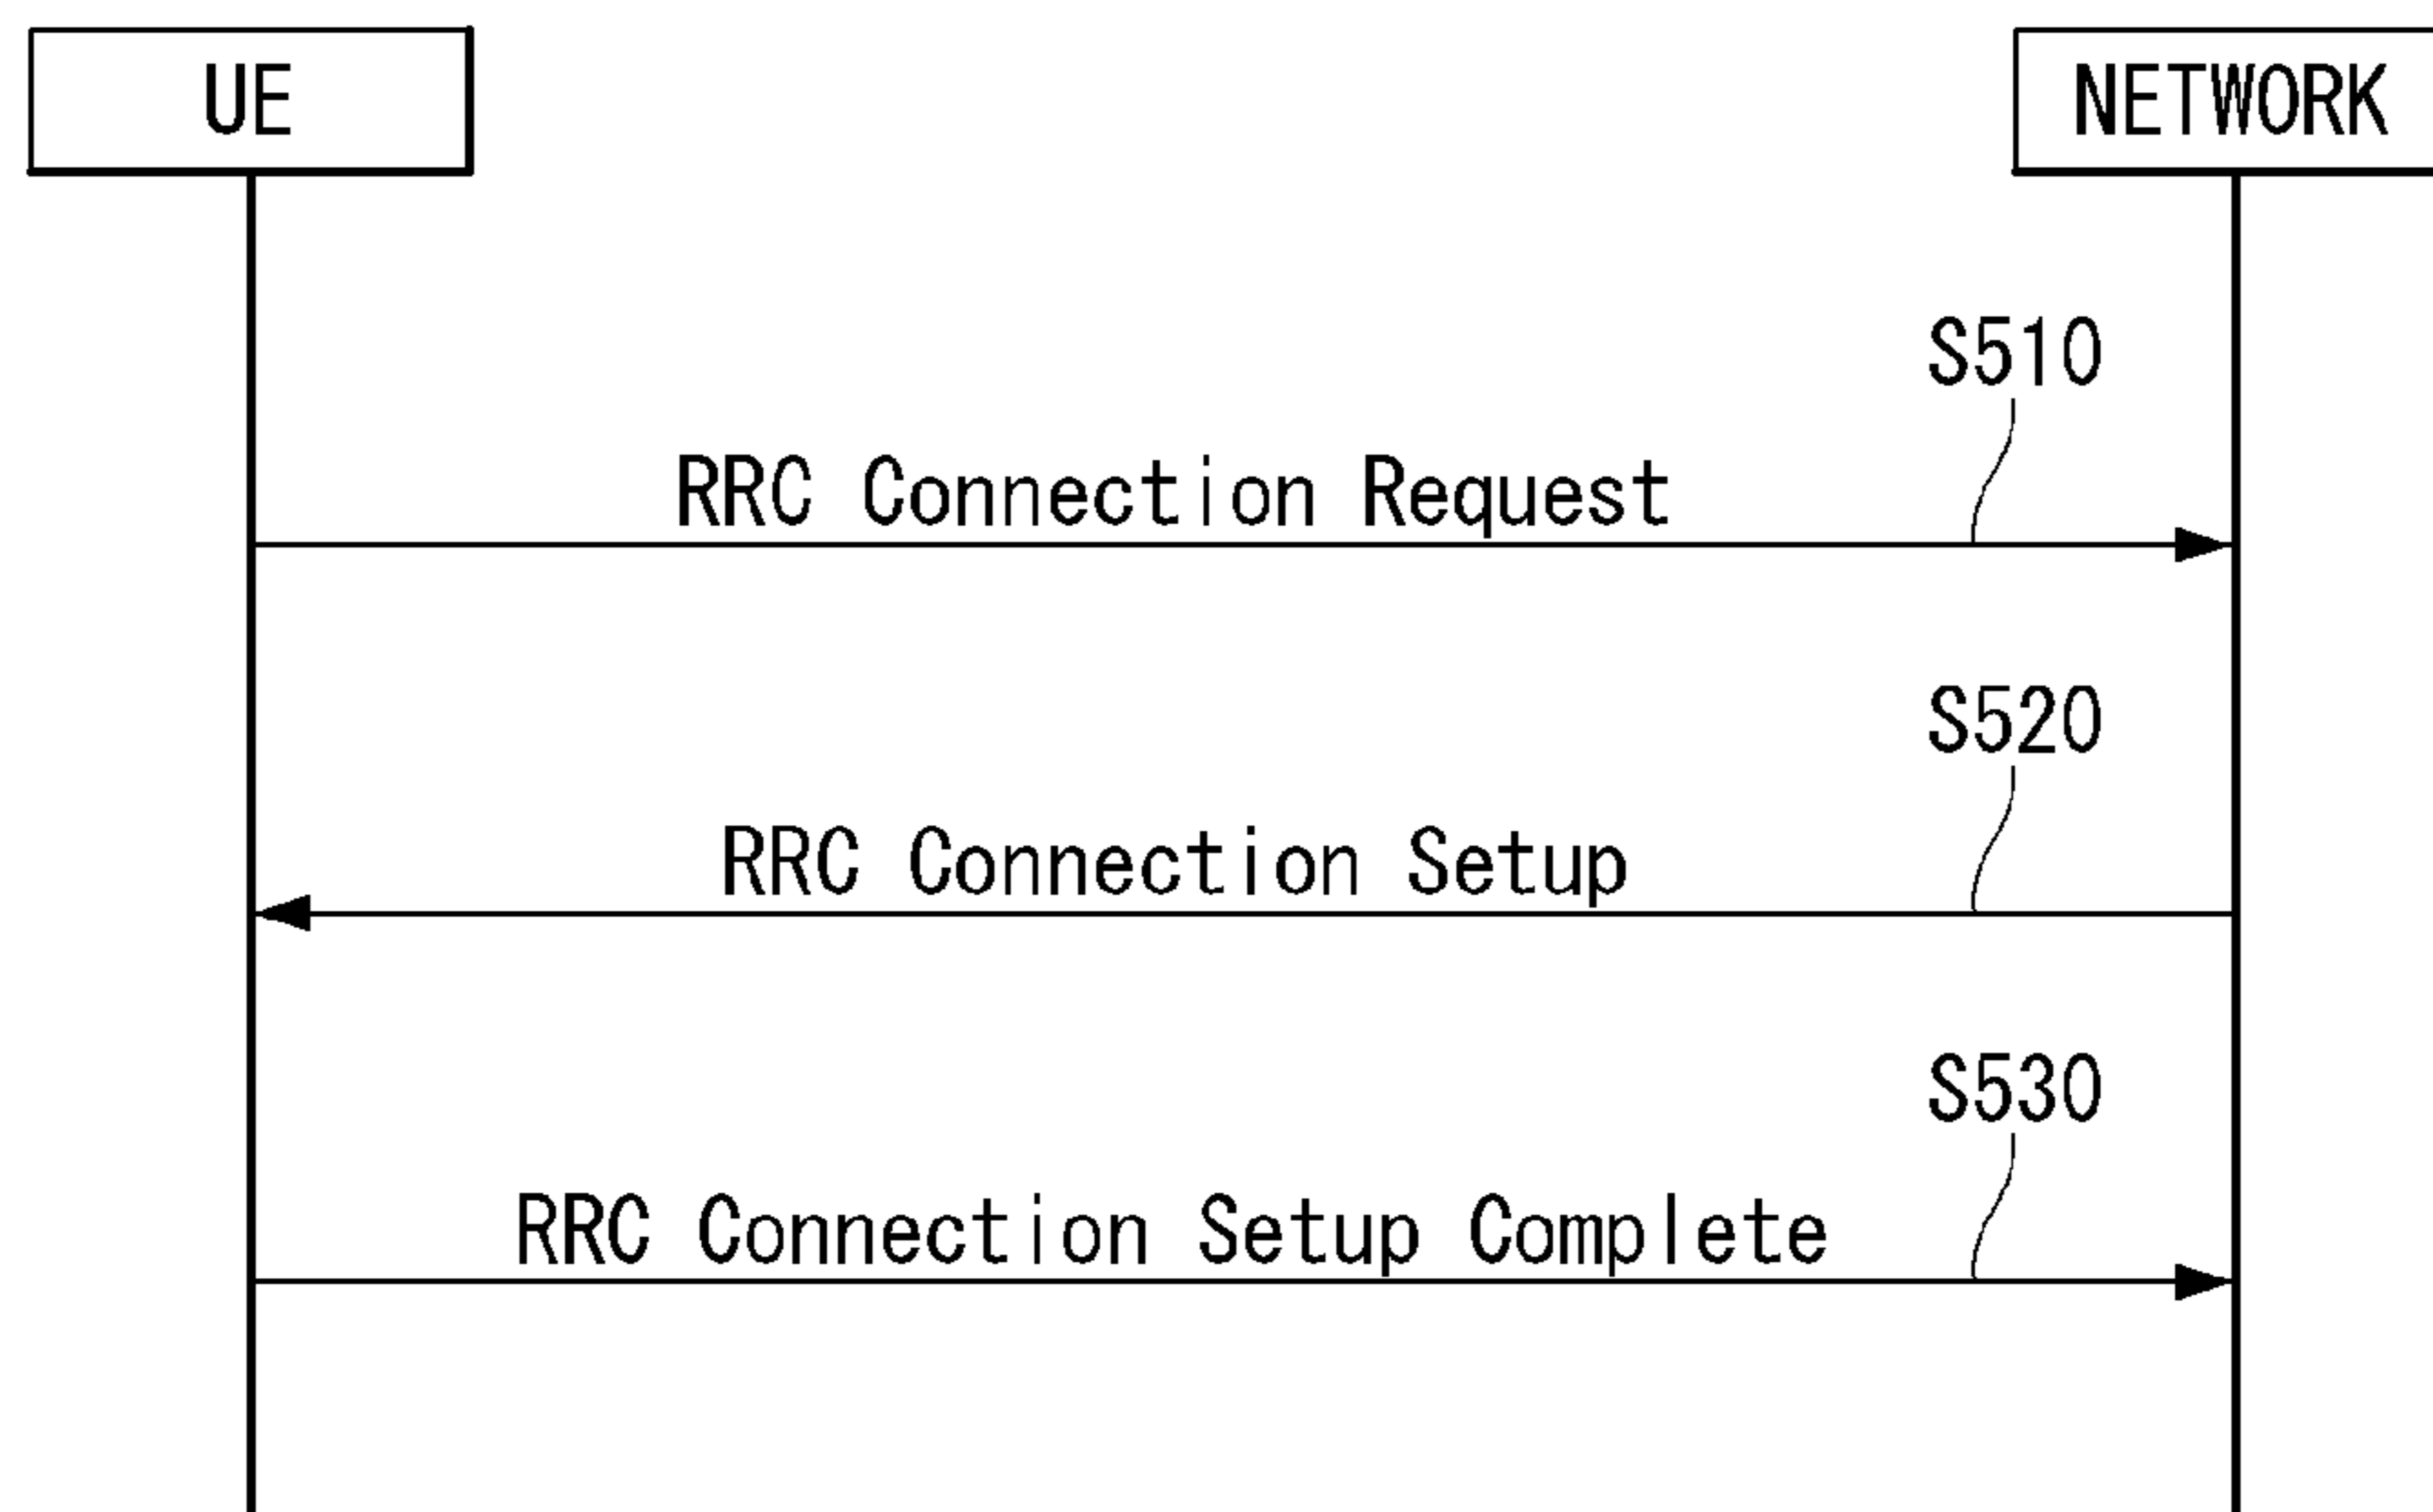 UE
NETWORK
S510
RRC Connection Request
S520
RRC Connection Setup
S530
RRC Connection Setup Complete